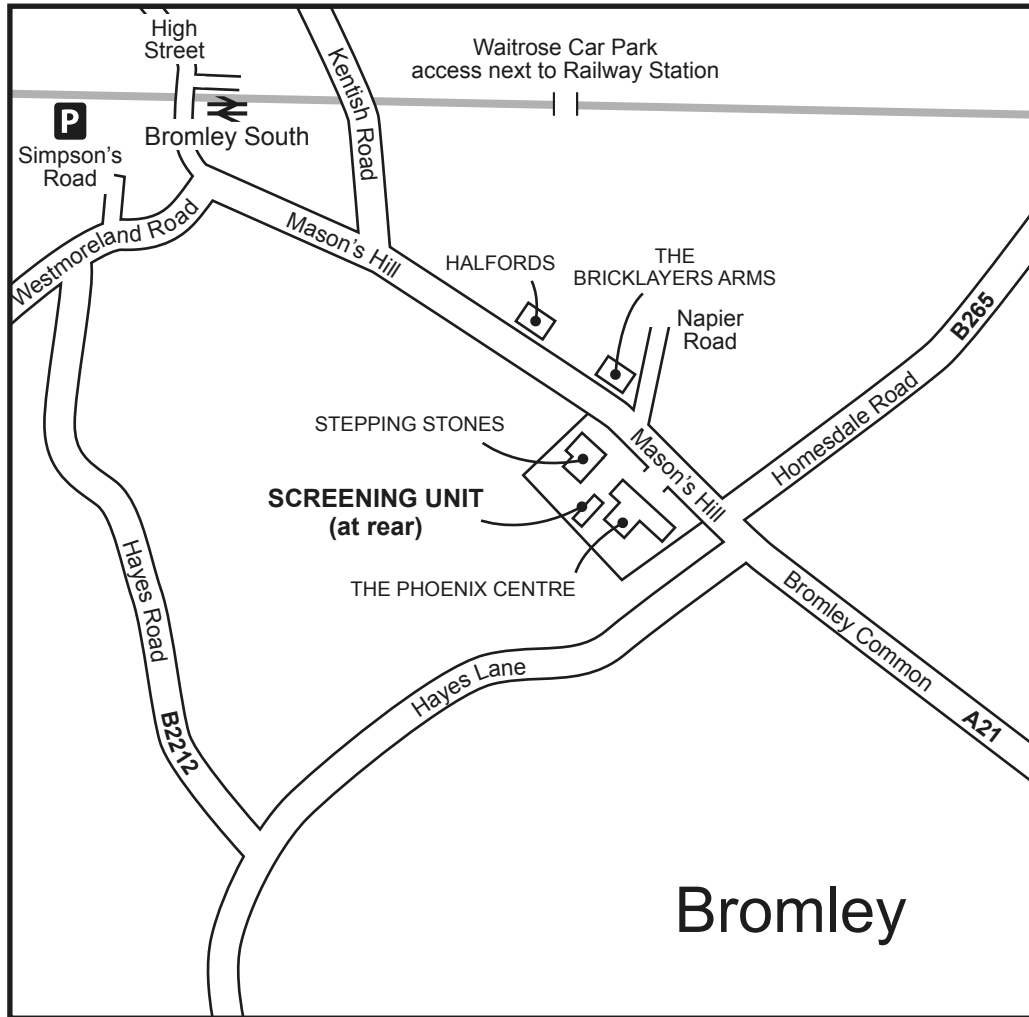 High
Street
Kentish Road
Waitrose Car Park
access next to Railway Station
P
Bromley South
Simpson's
Road
Westmoreland Road
Mason's Hill
HALFORDS
THE
BRICKLAYERS ARMS
Napier
Road
B265
Homesdale Road
STEPPING STONES
Mason's Hill
SCREENING UNIT
(at rear)
THE PHOENIX CENTRE
Hayes Road
Bromley Common
Hayes Lane
A21
B2212
Bromley